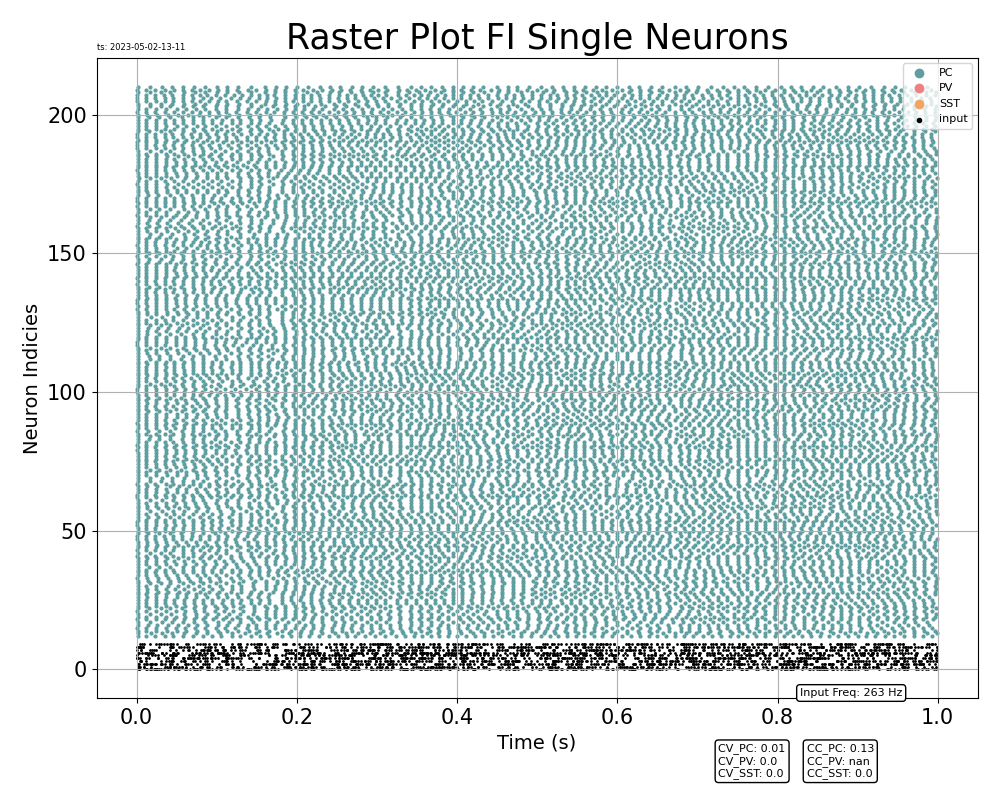 Raster Plot FI Single Neurons
ts: 2023-05-02-13-11
PC
PV
SST
input
200
150
100
50
0
Neuron Indicies
Input Freq: 263 Hz
0.0 0.2 0.4 0.6 0.8 1.0
Time (s)
CV_PC: 0.01
CV_PV: 0.0
CV_SST: 0.0
CC_PC: 0.13
CC_PV: nan
CC_SST: 0.0